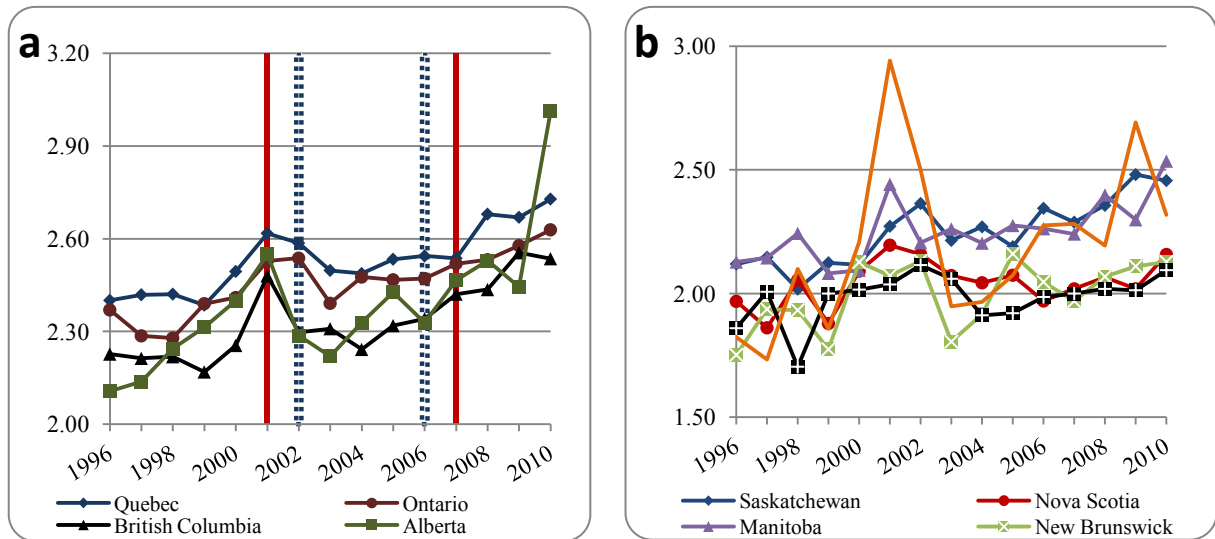 a
3.20
2.90
2.60
2.30
2.00
1996 1998 2000 2002 2004 2006 2008 2010
Quebec Ontario
British Columbia Alberta
b
3.00
2.50
2.00
1.50
1996 1998 2000 2002 2004 2006 2008 2010
Saskatchewan Nova Scotia
Manitoba New Brunswick